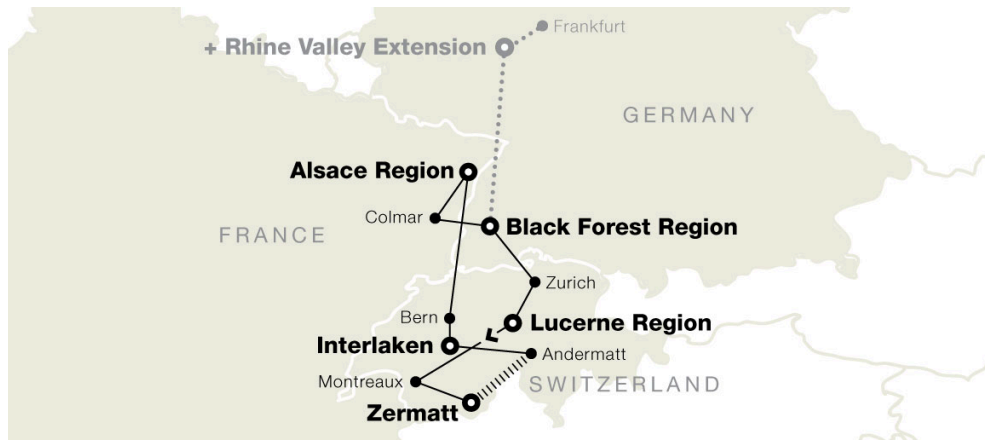 Frankfurt
+ Rhine Valley Extension
GERMANY
Alsace Region
Colmar
Black Forest Region
FRANCE
Zurich
Bern
Lucerne Region
Interlaken
Andermatt
Montreaux
SWITZERLAND
Zermatt